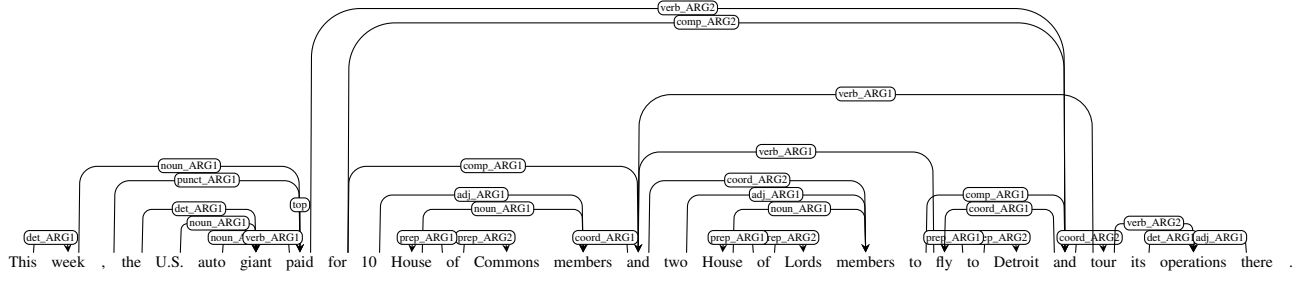 verb_ARG2
comp_ARG2
verb_ARG1
verb_ARG1
noun_ARG1 comp_ARG1
punct_ARG1 coord_ARG2
adj_ARG1 adj_ARG1 comp_ARG1
top
det_ARG1 noun_ARG1 noun_ARG1 coord_ARG1
noun_ARG1 verb_ARG2
det_ARG1 verb_ARG1 prep_ARG1 prep_ARG2 coord_ARG1 prep_ARG1 rep_ARG2 prep_ARG1 ep_ARG2 coord_ARG2 det_ARG1 adj_ARG1
This week , the U.S. auto giant paid for 10 House of Commons members and two House of Lords members to fly to Detroit and tour its operations there .